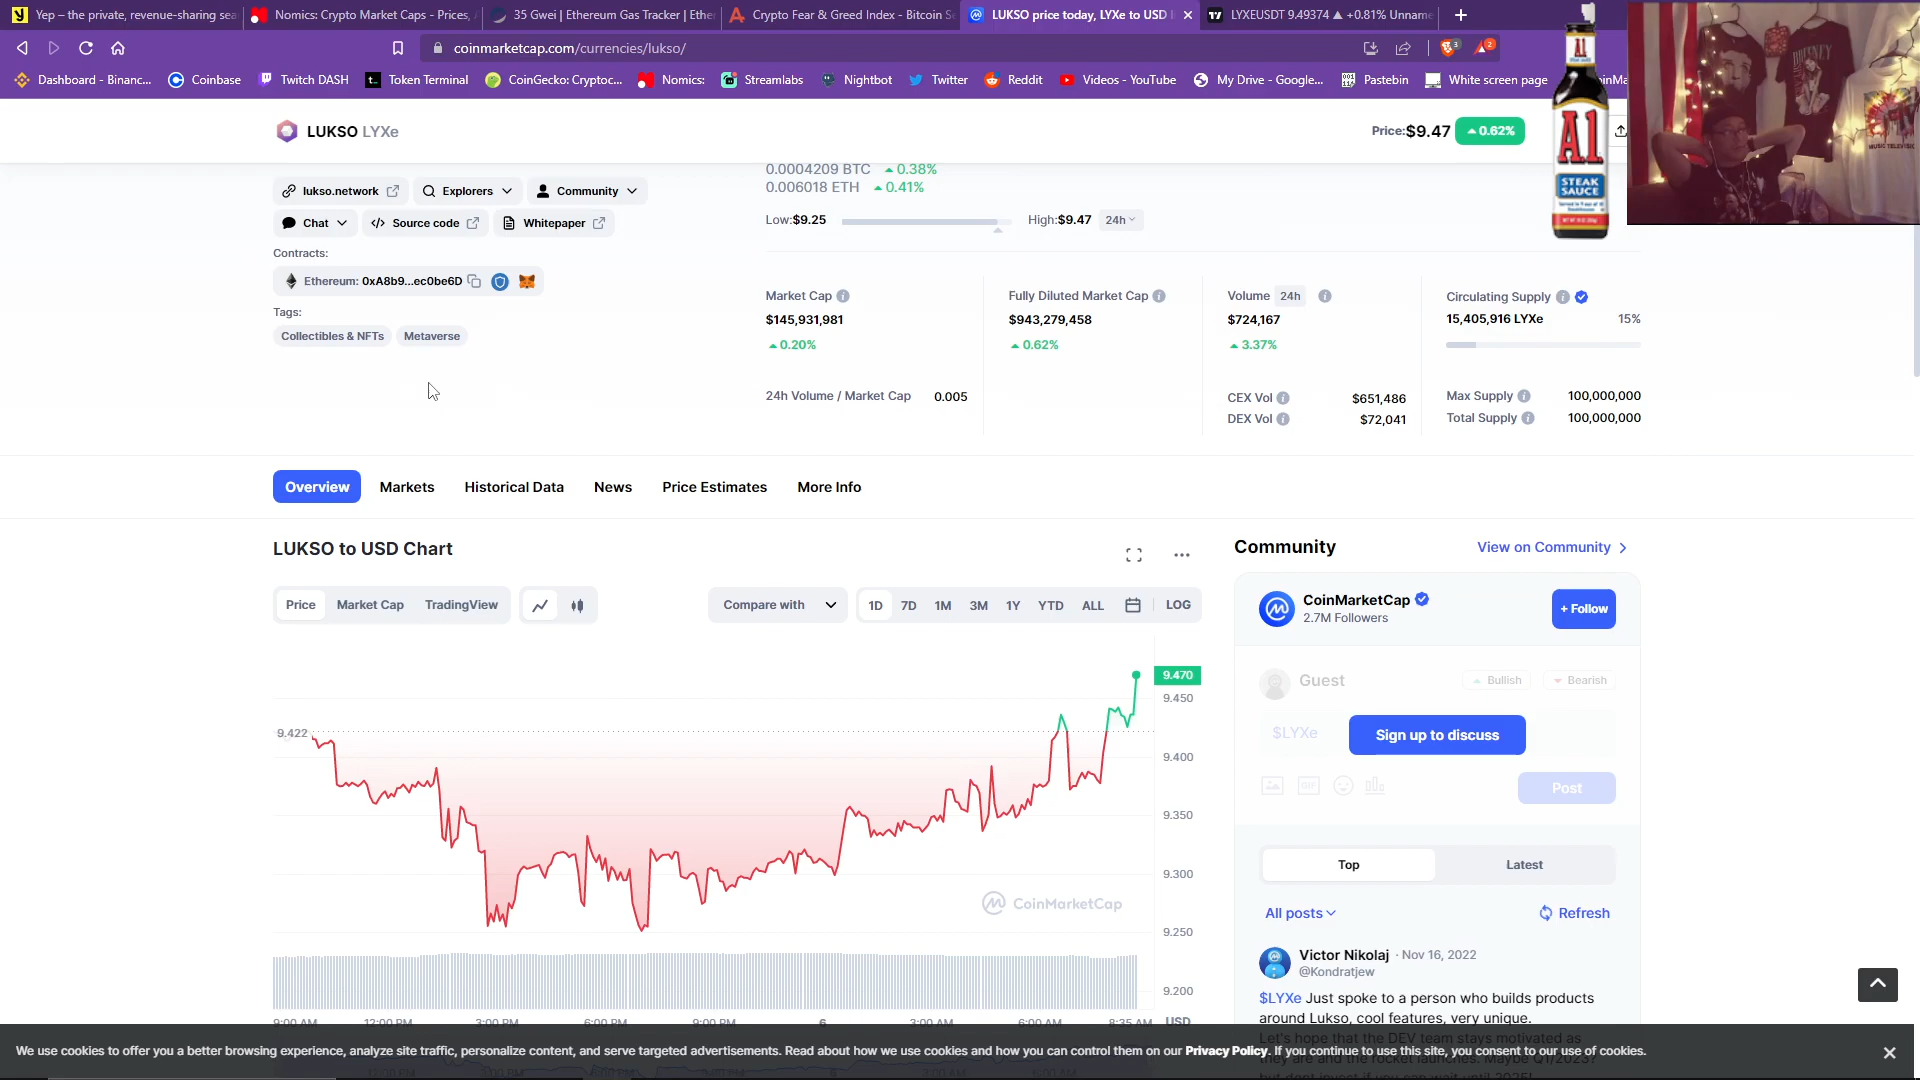 Yep – the private, revenue-sharing sea
Nomics: Crypto Market Caps - Prices,
35 Gwei | Ethereum Gas Tracker | Ether
Crypto Fear & Greed Index - Bitcoin S
LUKSO price today, LYXe to USD
LYXEUSDT 9.49374 ▲ +0.81% Unname
coinmarketcap.com/currencies/lukso/
3
2
Dashboard - Binanc...
Coinbase
Twitch DASH
Token Terminal
CoinGecko: Cryptoc...
Nomics:
Streamlabs
Nightbot
Twitter
Reddit
Videos - YouTube
My Drive - Google...
Pastebin
White screen page
LUKSO LYXe
Price:$9.47 0.62%
A1
STEAK
SAUCE
0.0004209 BTC 0.38%
0.006018 ETH 0.41%
lukso.network
Explorers
Community
Low:$9.25
High:$9.47 24h
Chat
Source code
Whitepaper
Contracts:
Ethereum: 0xA8b9...ec0be6D
Tags:
Collectibles & NFTs
Metaverse
Market Cap
$145,931,981
0.20%
24h Volume / Market Cap 0.005
Fully Diluted Market Cap
$943,279,458
0.62%
Volume 24h
$724,167
3.37%
CEX Vol $651,486
DEX Vol $72,041
Circulating Supply
15,405,916 LYXe 15%
Max Supply 100,000,000
Total Supply 100,000,000
Overview
Markets
Historical Data
News
Price Estimates
More Info
LUKSO to USD Chart
Price
Market Cap
TradingView
Compare with
1D
7D
1M
3M
1Y
YTD
ALL
LOG
9.470
9.450
9.422
9.400
9.350
9.300
9.250
9.200
CoinMarketCap
9:00 AM 12:00 PM 3:00 PM 6:00 PM 9:00 PM 6 3:00 AM 6:00 AM 8:35 AM USD
Community
View on Community
CoinMarketCap
2.7M Followers
+ Follow
Guest
Bullish
Bearish
$LYXe
Sign up to discuss
GIF
Post
Top
Latest
All posts
Refresh
Victor Nikolaj · Nov 16, 2022
@Kondratjew
$LYXe Just spoke to a person who builds products
around Lukso, cool features, very unique.
Let's hope that the DEV team stays motivated as
We use cookies to offer you a better browsing experience, analyze site traffic, personalize content, and serve targeted advertisements. Read about how we use cookies and how you can control them on our Privacy Policy. If you continue to use this site, you consent to our use of cookies.